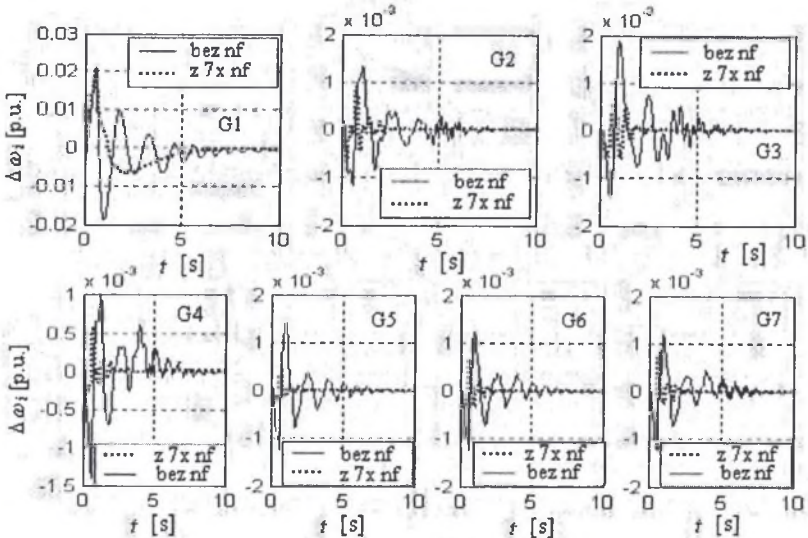 0.03
0.02
0.01
0
-0.01
-0.02
Δωi [p.u.]
bez nf
z 7x nf
G1
0 5 10
t [s]
x 10⁻³
2
1
0
-1
-2
G2
bez nf
z 7x nf
0 5 10
t [s]
x 10⁻³
2
1
0
-1
-2
bez nf
z 7x nf
G3
0 5 10
t [s]
x 10⁻³
1
0.5
0
-0.5
-1
-1.5
Δωi [p.u.]
G4
z 7x nf
bez nf
0 5 10
t [s]
x 10⁻³
2
1
0
-1
-2
G5
bez nf
z 7x nf
0 5 10
t [s]
x 10⁻³
2
1
0
-1
-2
G6
z 7x nf
bez nf
0 5 10
t [s]
x 10⁻³
2
1
0
-1
-2
G7
z 7x nf
bez nf
0 5 10
t [s]